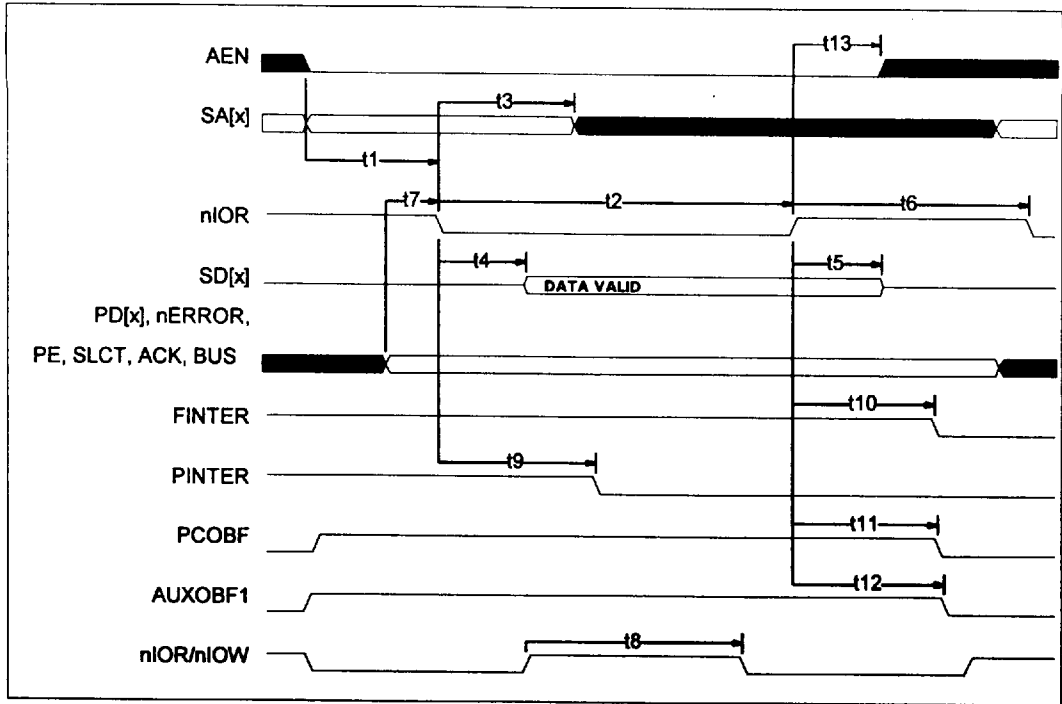 AEN
t13
SA[x]
t3
t1
nIOR
t7
t2
t6
SD[x]
t4
DATA VALID
t5
PD[x], nERROR,
PE, SLCT, ACK, BUS
FINTER
t10
PINTER
t9
PCOBF
t11
AUXOBF1
t12
nIOR/nIOW
t8